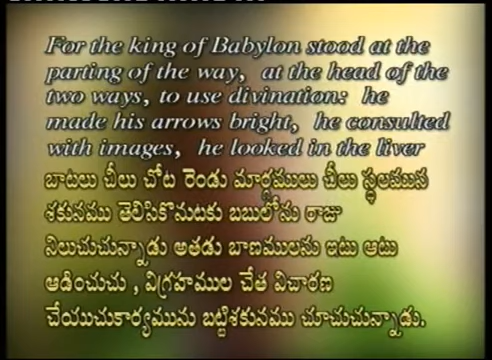 For the king of Babylon stood at the
parting of the way, at the head of the
two ways, to use divination: he
made his arrows bright, he consulted
with images, he looked in the liver
బాటలు చీలు చోట రెండు మార్గములు చీలు స్థలమున
శకునము తెలిసికొనుటకు బబులోను రాజు
నిలుచుచున్నాడు అతడు బాణములను ఇటు ఆటు
ఆడించుచు , విగ్రహముల చేత విచారణ
చేయుచుకార్యమును బట్టిశకునము చూచుచున్నాడు.